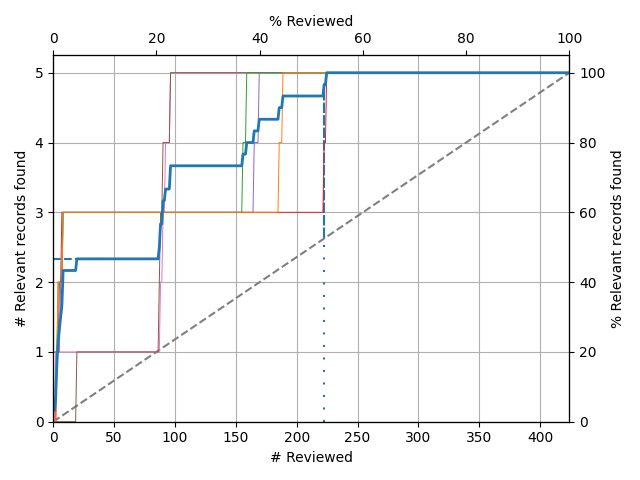 % Reviewed
0 20 40 60 80 100
5 100
4 80
3 60
2 40
1 20
0 0
# Relevant records found
% Relevant records found
0 50 100 150 200 250 300 350 400
# Reviewed